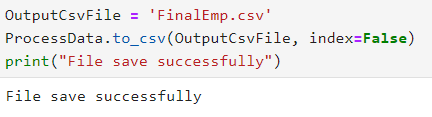 OutputCsvFile = 'FinalEmp.csv'
ProcessData.to_csv(OutputCsvFile, index=False)
print("File save successfully")
File save successfully